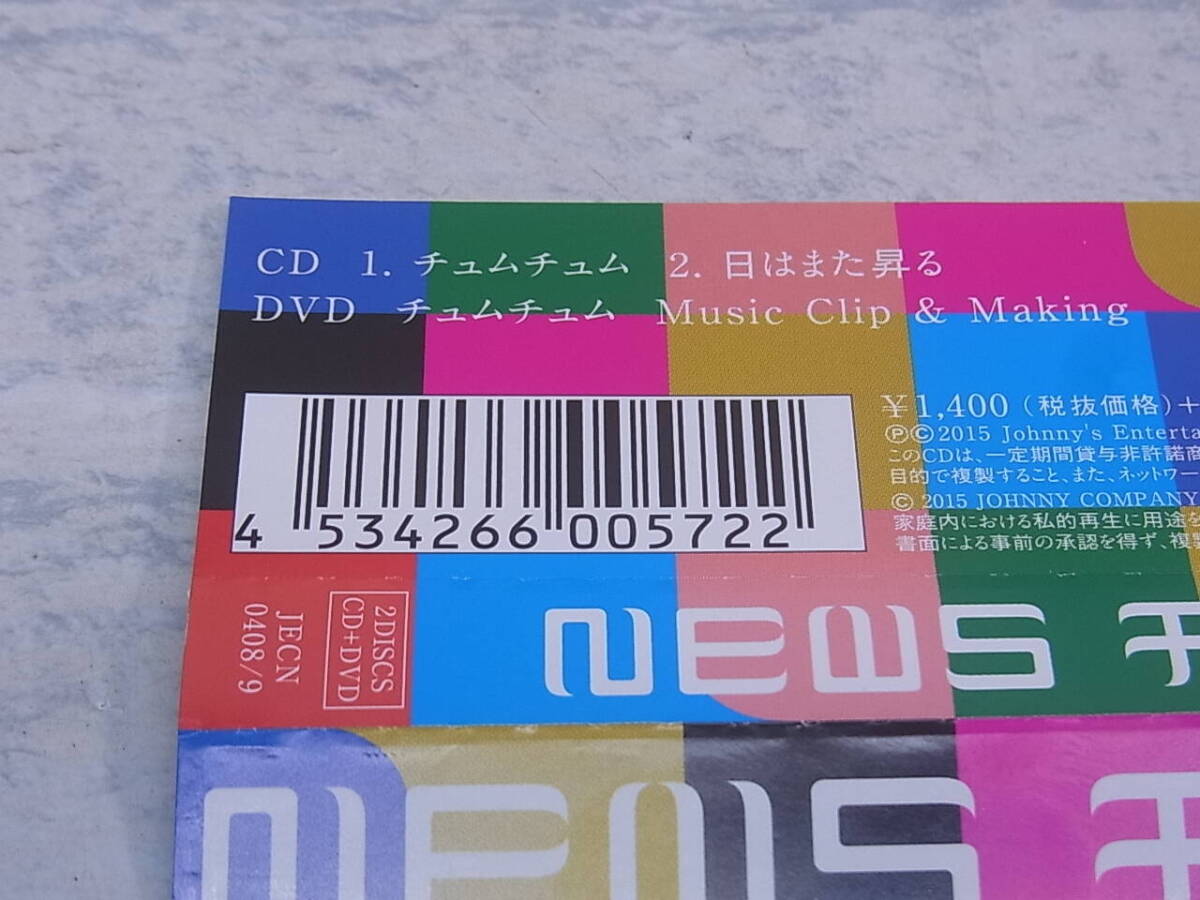 CD 1. チュムチュム 2. 日はまた昇る
DVD チュムチュム Music Clip & Making
¥1,400 (税抜価格)+
Ⓟ©2015 Johnny's Enterta
このCDは、一定期間貸与非許諾商
目的で複製すること、また、ネットワー
© 2015 JOHNNY COMPANY
家庭内における私的再生に用途を
書面による事前の承認を得ず、複製
4 534266 005722
2DISCS
CD+DVD
JECN
0408/9
NEWS チ
NEWS チ